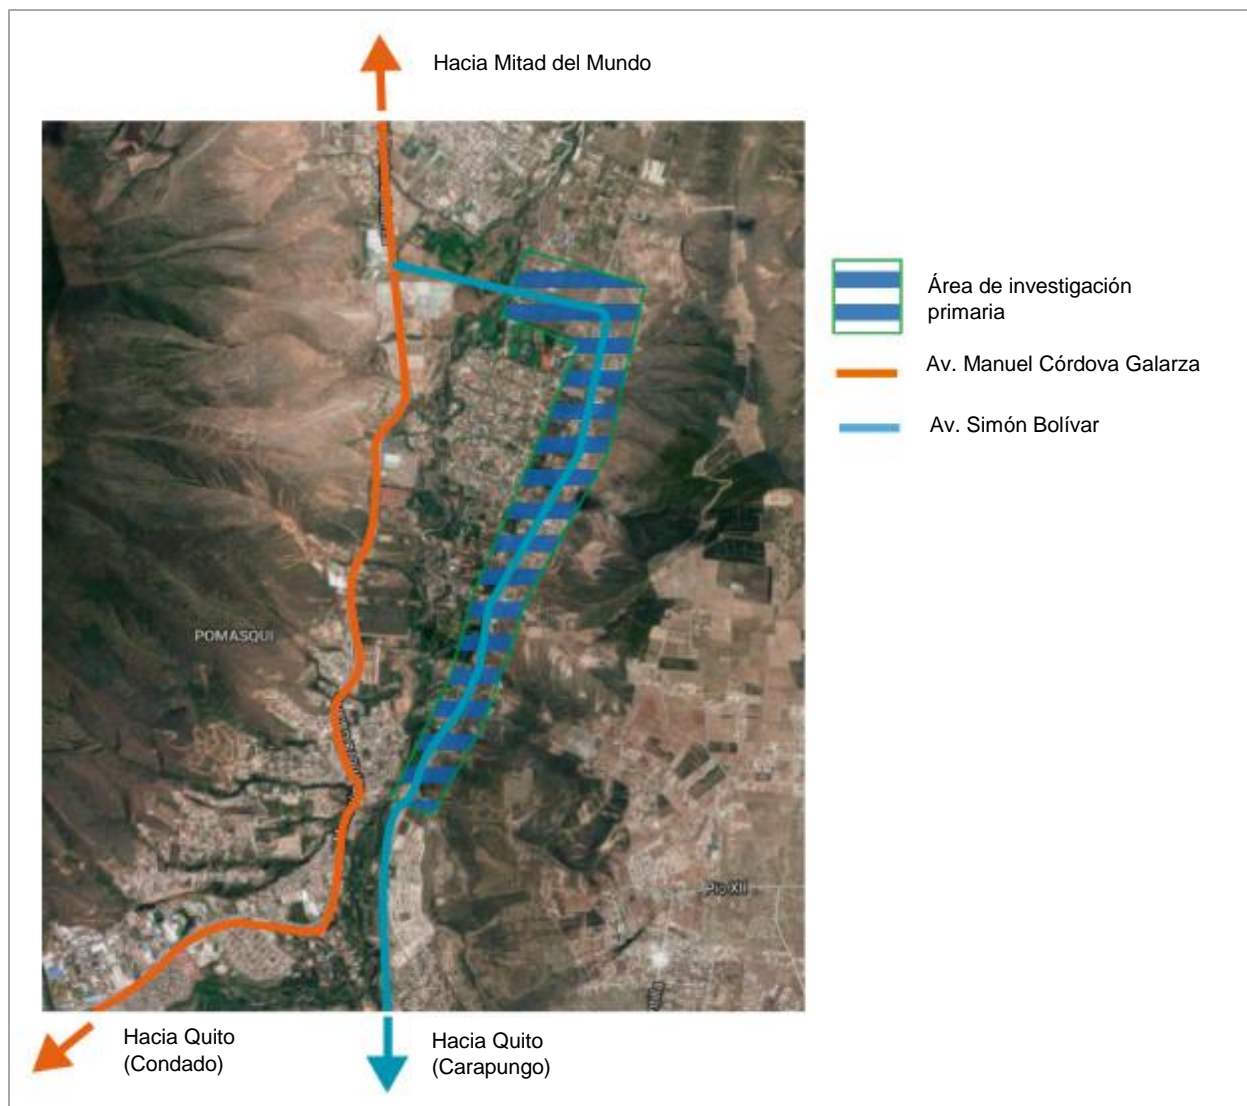 Hacia Mitad del Mundo
Área de investigación
primaria
Av. Manuel Córdova Galarza
Av. Simón Bolívar
POMASQUI
Pio XII
Hacia Quito
(Condado)
Hacia Quito
(Carapungo)